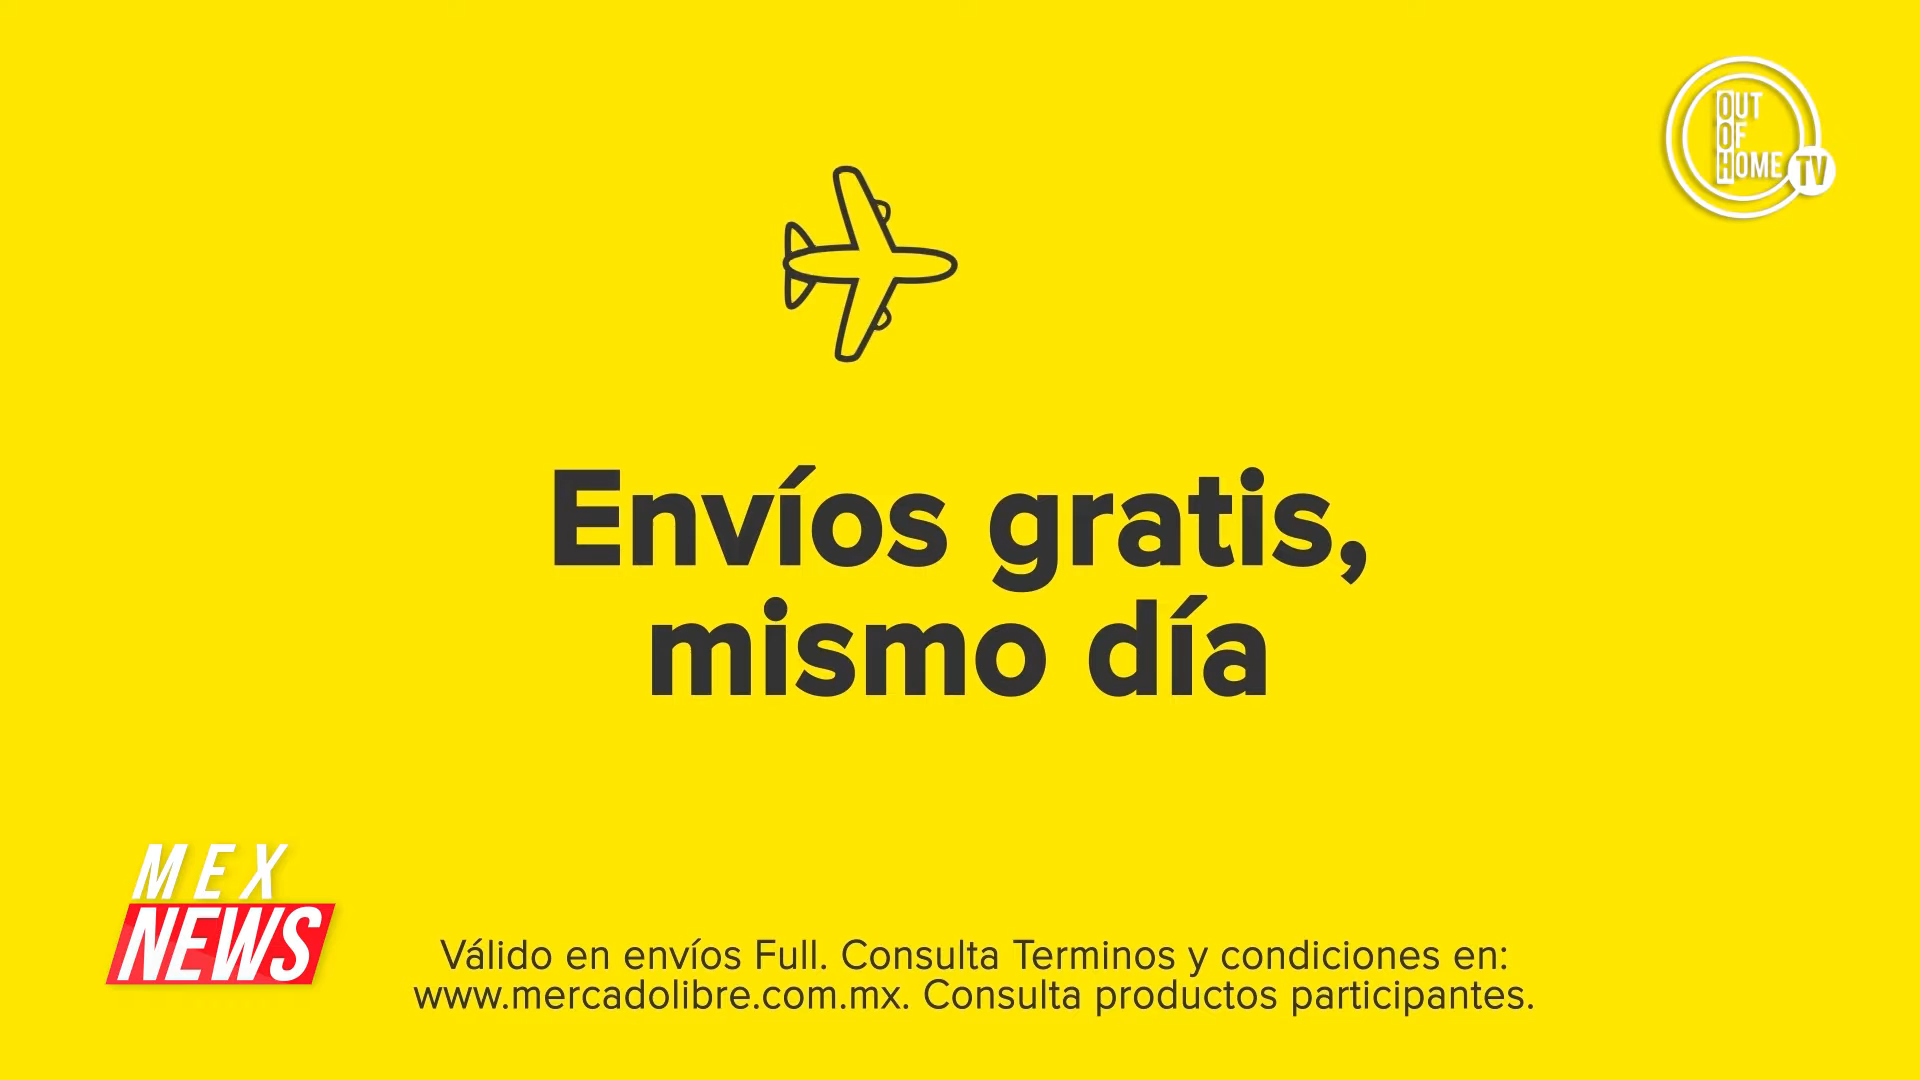 OUT
OF
HOME TV
Envíos gratis,
mismo día
MEX
NEWS
Válido en envíos Full. Consulta Terminos y condiciones en:
www.mercadolibre.com.mx. Consulta productos participantes.